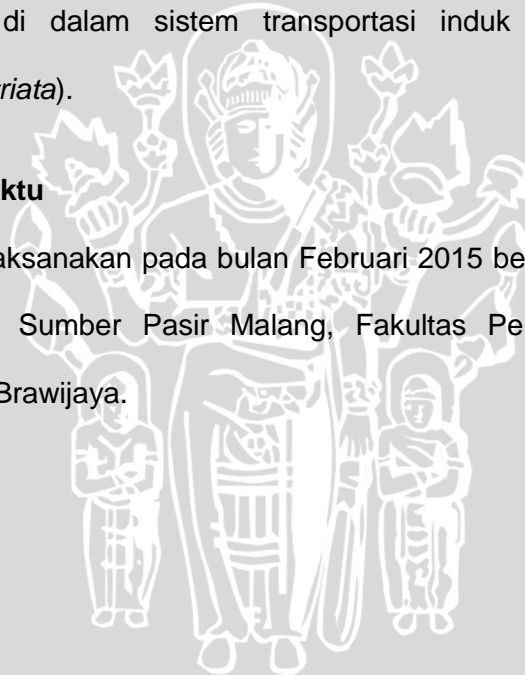 di dalam sistem transportasi induk
riata).
ktu
aksanakan pada bulan Februari 2015 be
Sumber Pasir Malang, Fakultas Pe
Brawijaya.